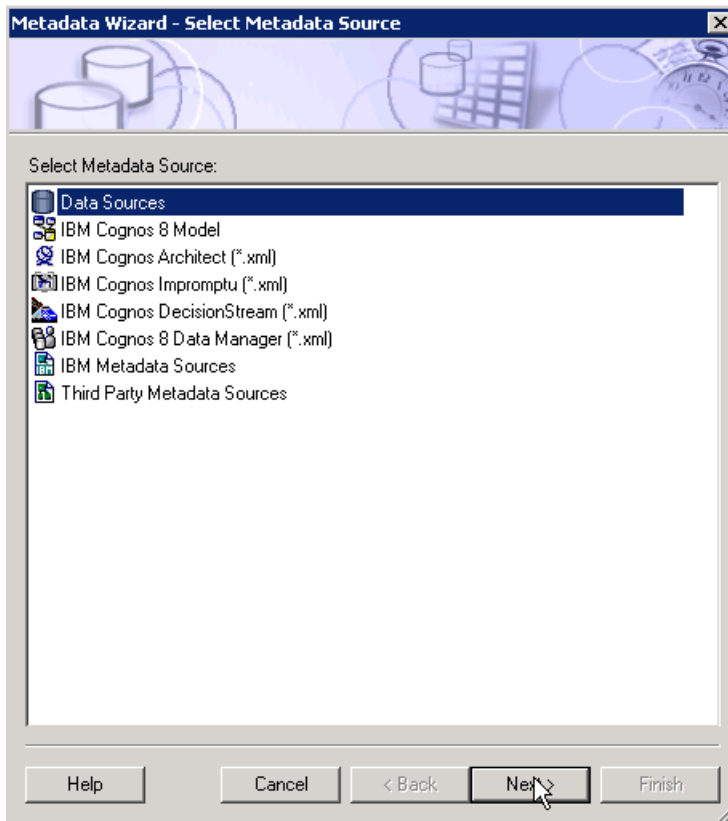 Metadata Wizard - Select Metadata Source
Select Metadata Source:
Data Sources
IBM Cognos 8 Model
IBM Cognos Architect (*.xml)
IBM Cognos Impromptu (*.xml)
IBM Cognos DecisionStream (*.xml)
IBM Cognos 8 Data Manager (*.xml)
IBM Metadata Sources
Third Party Metadata Sources
Help Cancel < Back Next > Finish